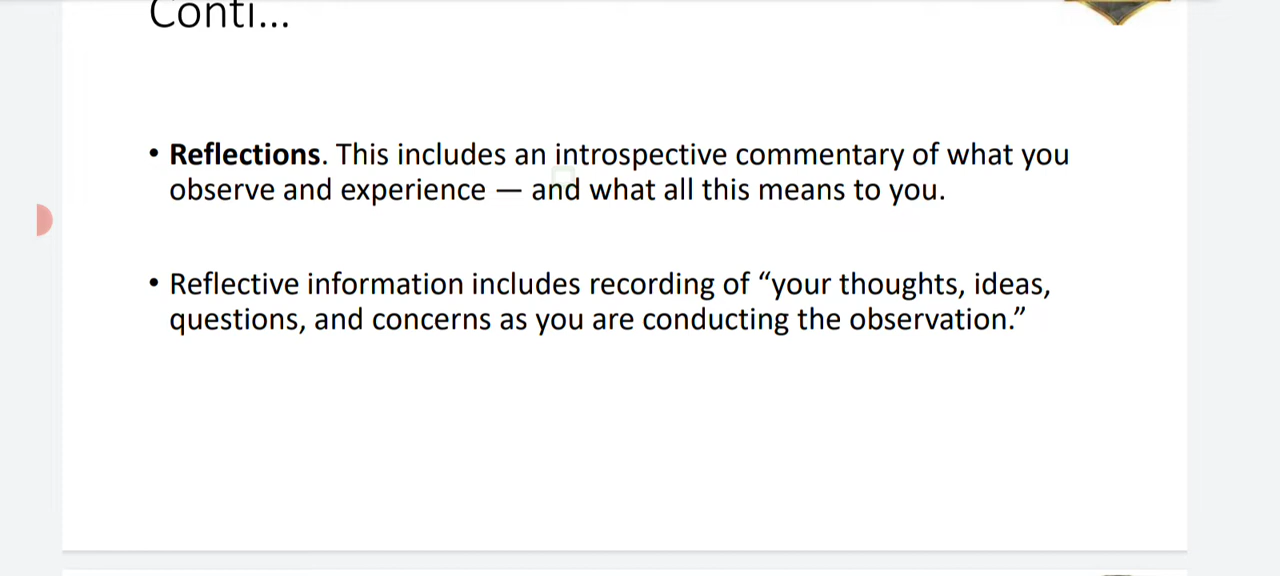 Conti...
• Reflections. This includes an introspective commentary of what you
observe and experience — and what all this means to you.
• Reflective information includes recording of “your thoughts, ideas,
questions, and concerns as you are conducting the observation.”